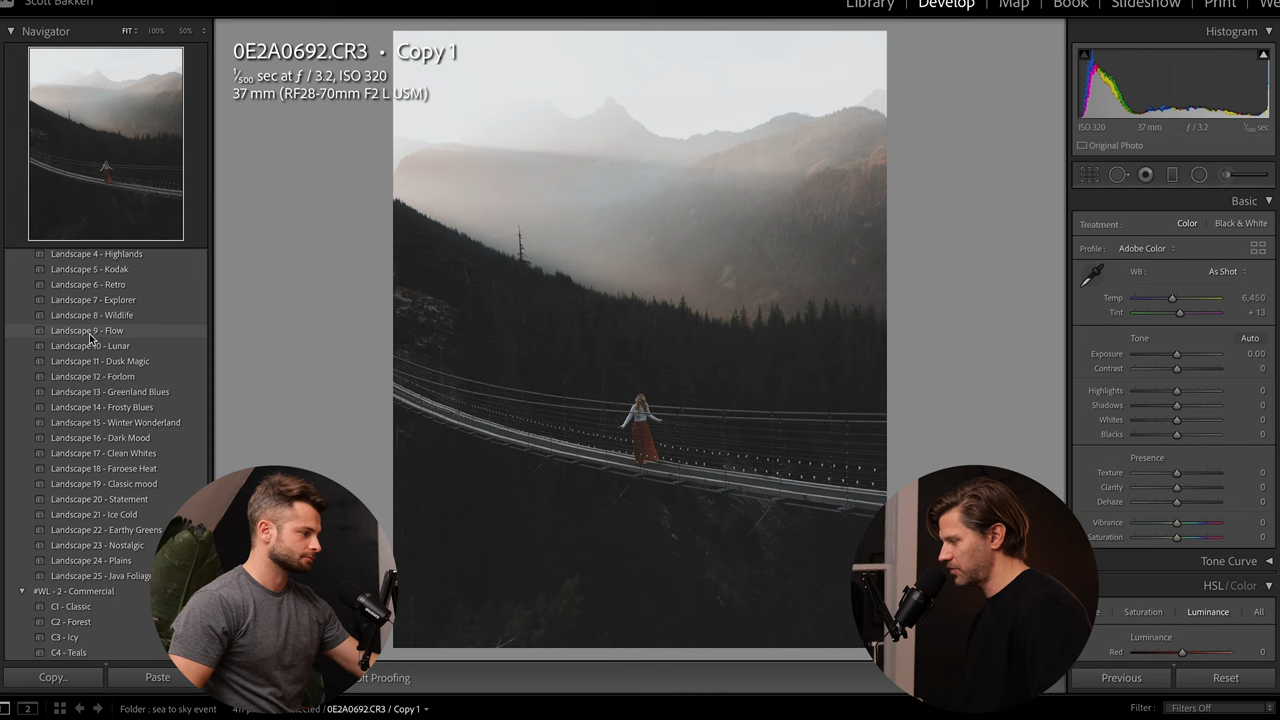 Scott Bakken
Library | Develop | Map | Book | Slideshow | Print | We
Navigator FIT 100% 50%
0E2A0692.CR3 • Copy 1
1/500 sec at ƒ / 3.2, ISO 320
37 mm (RF28-70mm F2 L USM)
Landscape 4 - Highlands
Landscape 5 - Kodak
Landscape 6 - Retro
Landscape 7 - Explorer
Landscape 8 - Wildlife
Landscape 9 - Flow
Landscape 10 - Lunar
Landscape 11 - Dusk Magic
Landscape 12 - Forlorn
Landscape 13 - Greenland Blues
Landscape 14 - Frosty Blues
Landscape 15 - Winter Wonderland
Landscape 16 - Dark Mood
Landscape 17 - Clean Whites
Landscape 18 - Faroese Heat
Landscape 19 - Classic mood
Landscape 20 - Statement
Landscape 21 - Ice Cold
Landscape 22 - Earthy Greens
Landscape 23 - Nostalgic
Landscape 24 - Plains
Landscape 25 - Java Foliage
#WL - 2 - Commercial
C1 - Classic
C2 - Forest
C3 - Icy
C4 - Teals
Copy... Paste
Proofing
2 Folder : sea to sky event / 0E2A0692.CR3 / Copy 1
Histogram
ISO 320 37 mm ƒ / 3.2 1/500 sec
Original Photo
Basic
Treatment : Color Black & White
Profile : Adobe Color
WB : As Shot
Temp 6,450
Tint + 13
Tone Auto
Exposure 0.00
Contrast 0
Highlights 0
Shadows 0
Whites 0
Blacks 0
Presence
Texture 0
Clarity 0
Dehaze 0
Vibrance 0
Saturation 0
Tone Curve
HSL / Color
Saturation Luminance All
Luminance
Red 0
Previous Reset
Filter : Filters Off